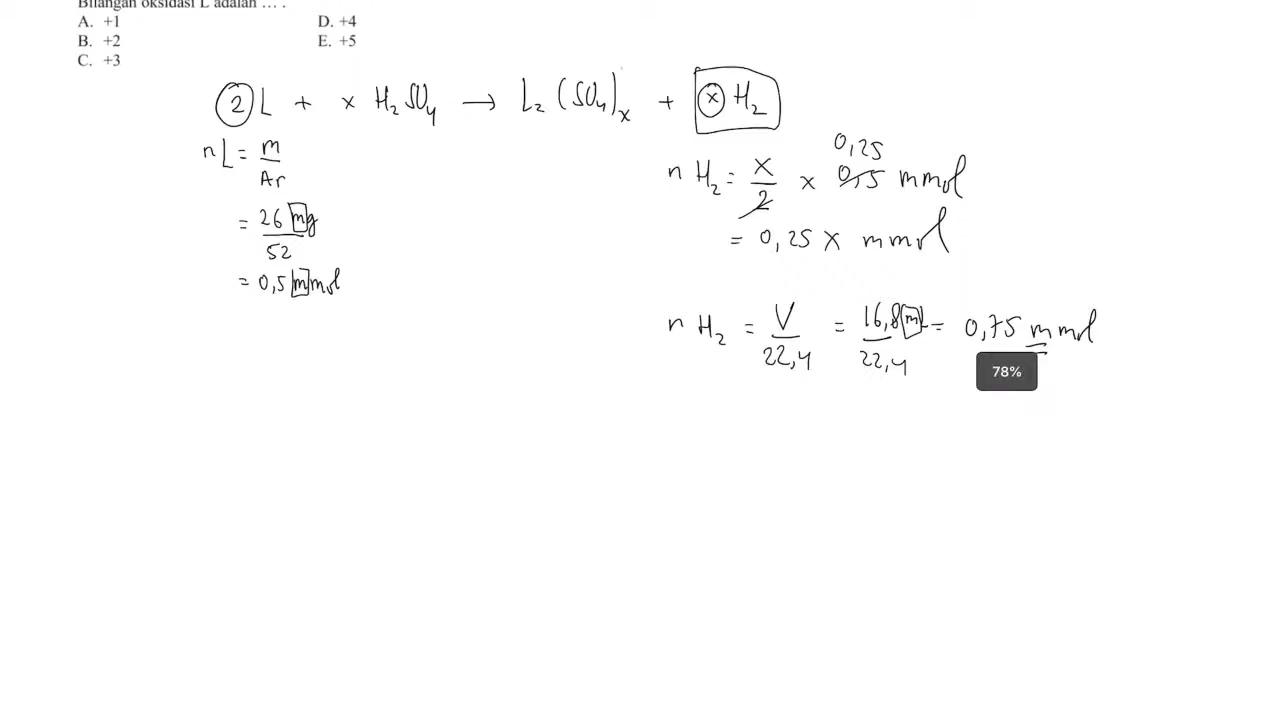 Bilangan oksidasi L adalah ... .
A. +1 D. +4
B. +2 E. +5
C. +3
2 L + x H₂SO₄ → L₂(SO₄)ₓ + x H₂
n L = m/Ar
= 26 mg/52
= 0,5 mmol
n H₂ = x/2 × 0,5 mmol
0,25
= 0,25 x mmol
n H₂ = V/22,4 = 16,8 mL/22,4 = 0,75 mmol
78%